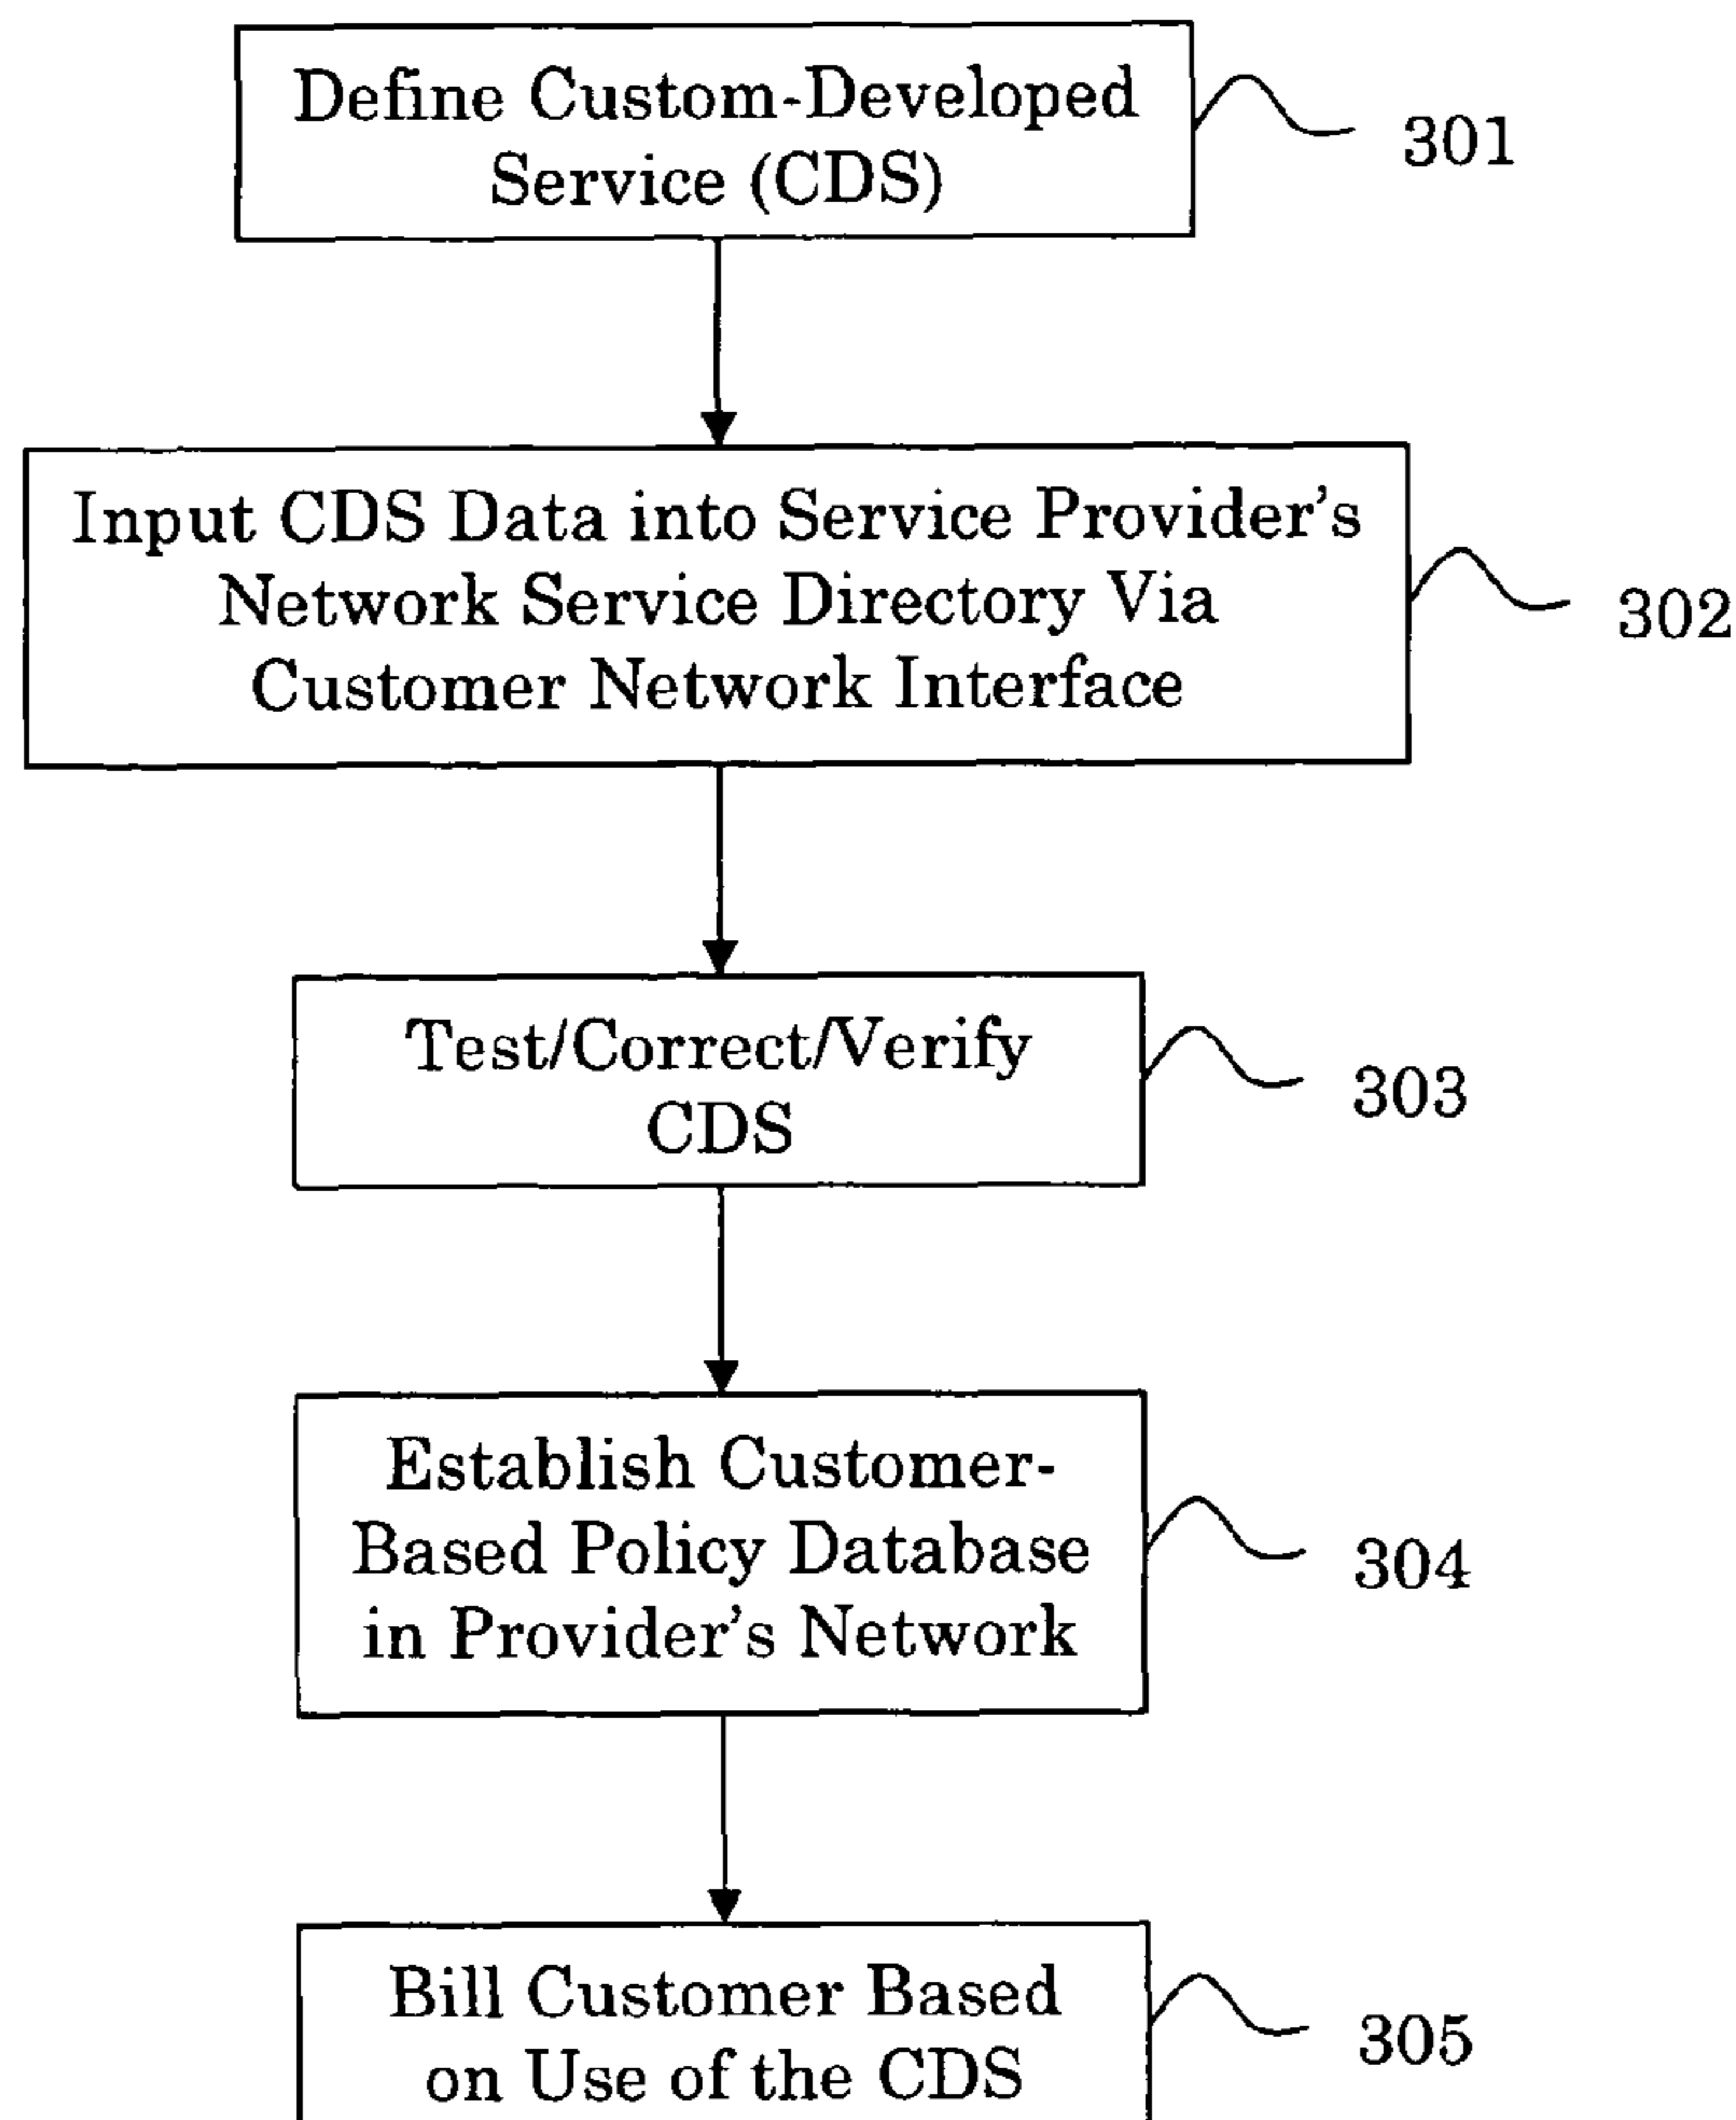 Define Custom-Developed
Service (CDS)
301
Input CDS Data into Service Provider's
Network Service Directory Via
Customer Network Interface
302
Test/Correct/Verify
CDS
303
Establish Customer-
Based Policy Database
in Provider's Network
304
Bill Customer Based
on Use of the CDS
305